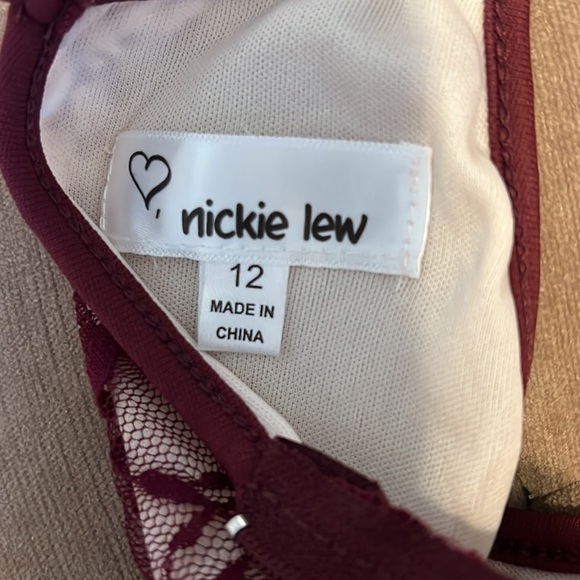 , nickie lew
12
MADE IN
CHINA